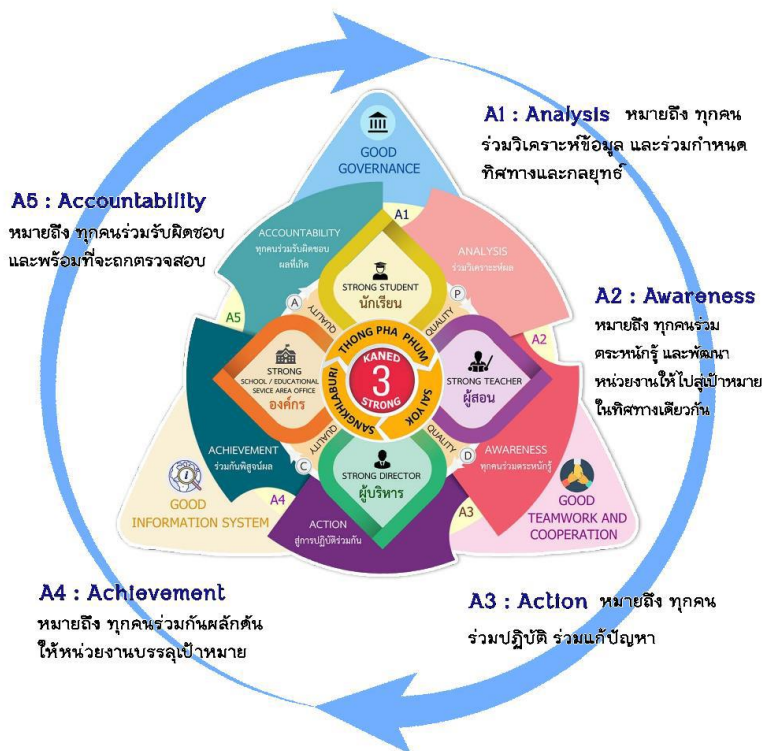 A1 : Analysis หมายถึง ทุกคน
ร่วมวิเคราะห์ข้อมูล และร่วมกำหนด
ทิศทางและกลยุทธ์
A5 : Accountability
หมายถึง ทุกคนร่วมรับผิดชอบ
และพร้อมที่จะถูกตรวจสอบ
A2 : Awareness
หมายถึง ทุกคนร่วม
ตระหนักรู้ และพัฒนา
หน่วยงานให้ไปสู่เป้าหมาย
ในทิศทางเดียวกัน
A4 : Achievement
หมายถึง ทุกคนร่วมกันผลักดัน
ให้หน่วยงานบรรลุเป้าหมาย
A3 : Action หมายถึง ทุกคน
ร่วมปฏิบัติ ร่วมแก้ปัญหา
GOOD
GOVERNANCE
A1
ACCOUNTABILITY
ทุกคนร่วมรับผิดชอบ
ผลที่เกิด
ANALYSIS
ร่วมวิเคราะห์ผล
STRONG STUDENT
นักเรียน
A
P
QUALITY
QUALITY
A5
A2
THONG PHA PHUM
SAI YOK
SANGKHLABURI
KANED
3
STRONG
STRONG
SCHOOL / EDUCATIONAL
SEVICE AREA OFFICE
องค์กร
STRONG TEACHER
ผู้สอน
QUALITY
QUALITY
C
D
ACHIEVEMENT
ร่วมกันพิสูจน์ผล
AWARENESS
ทุกคนร่วมตระหนักรู้
STRONG DIRECTOR
ผู้บริหาร
A4
A3
GOOD
INFORMATION SYSTEM
ACTION
สู่การปฏิบัติร่วมกัน
GOOD
TEAMWORK AND
COOPERATION